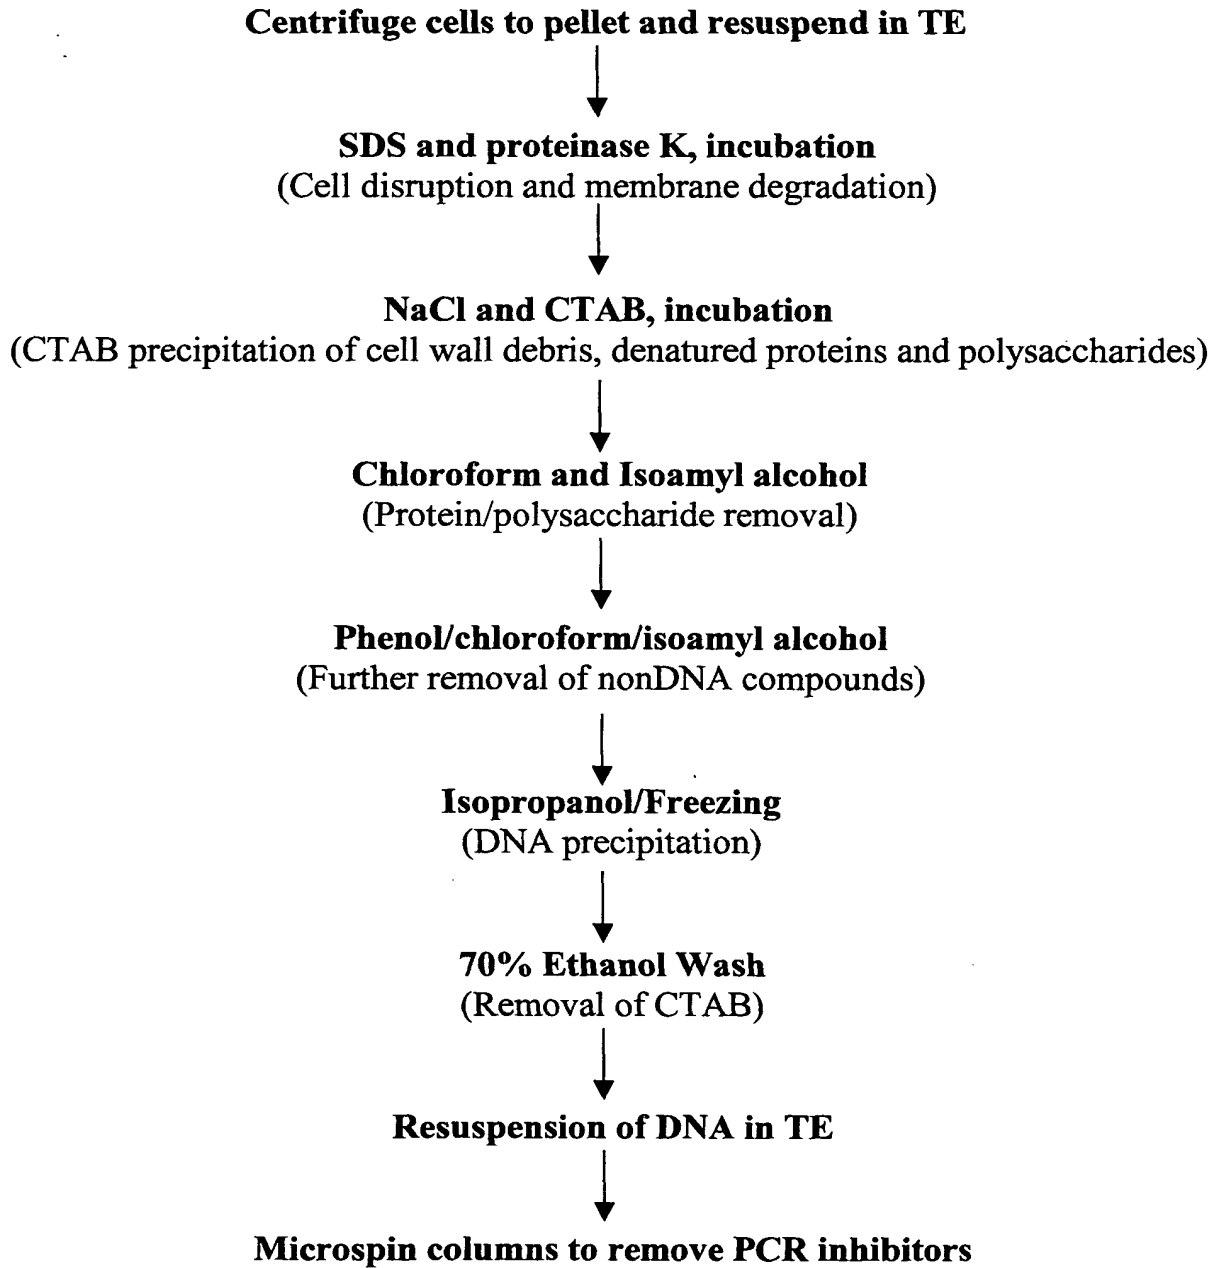 Centrifuge cells to pellet and resuspend in TE
SDS and proteinase K, incubation
(Cell disruption and membrane degradation)
NaCl and CTAB, incubation
(CTAB precipitation of cell wall debris, denatured proteins and polysaccharides)
Chloroform and Isoamyl alcohol
(Protein/polysaccharide removal)
Phenol/chloroform/isoamyl alcohol
(Further removal of nonDNA compounds)
Isopropanol/Freezing
(DNA precipitation)
70% Ethanol Wash
(Removal of CTAB)
Resuspension of DNA in TE
Microspin columns to remove PCR inhibitors